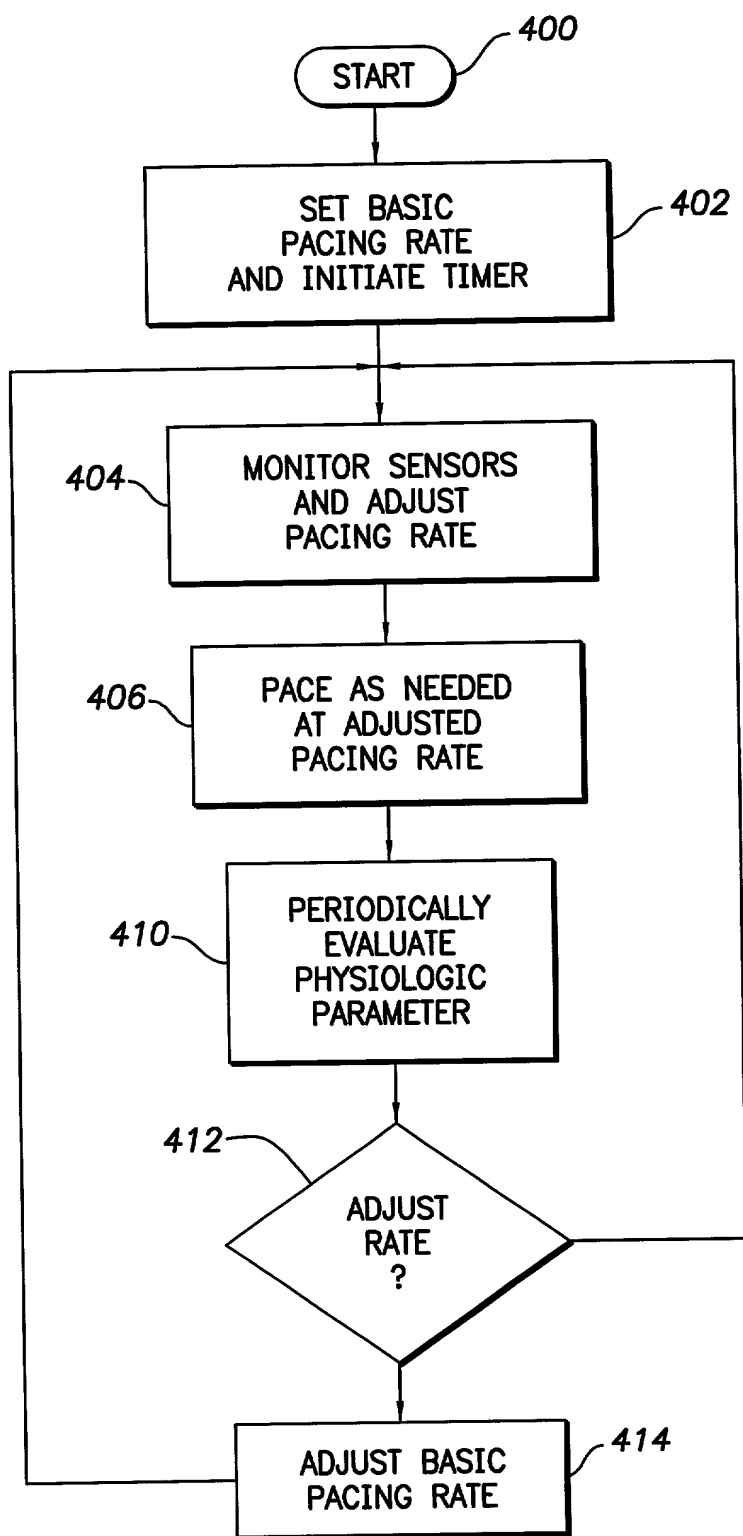 400
START
402
SET BASIC
PACING RATE
AND INITIATE TIMER
404
MONITOR SENSORS
AND ADJUST
PACING RATE
406
PACE AS NEEDED
AT ADJUSTED
PACING RATE
410
PERIODICALLY
EVALUATE
PHYSIOLOGIC
PARAMETER
412
ADJUST
RATE
?
414
ADJUST BASIC
PACING RATE